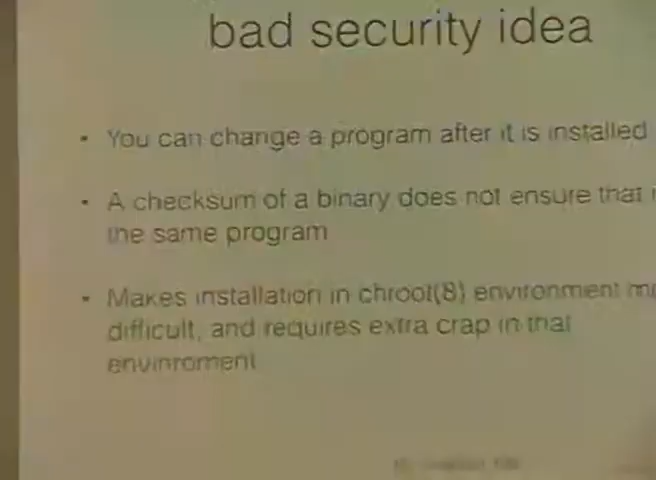 bad security idea
• You can change a program after it is installed
• A checksum of a binary does not ensure that
the same program
• Makes installation in chroot(8) environment
difficult, and requires extra crap in that
envinroment